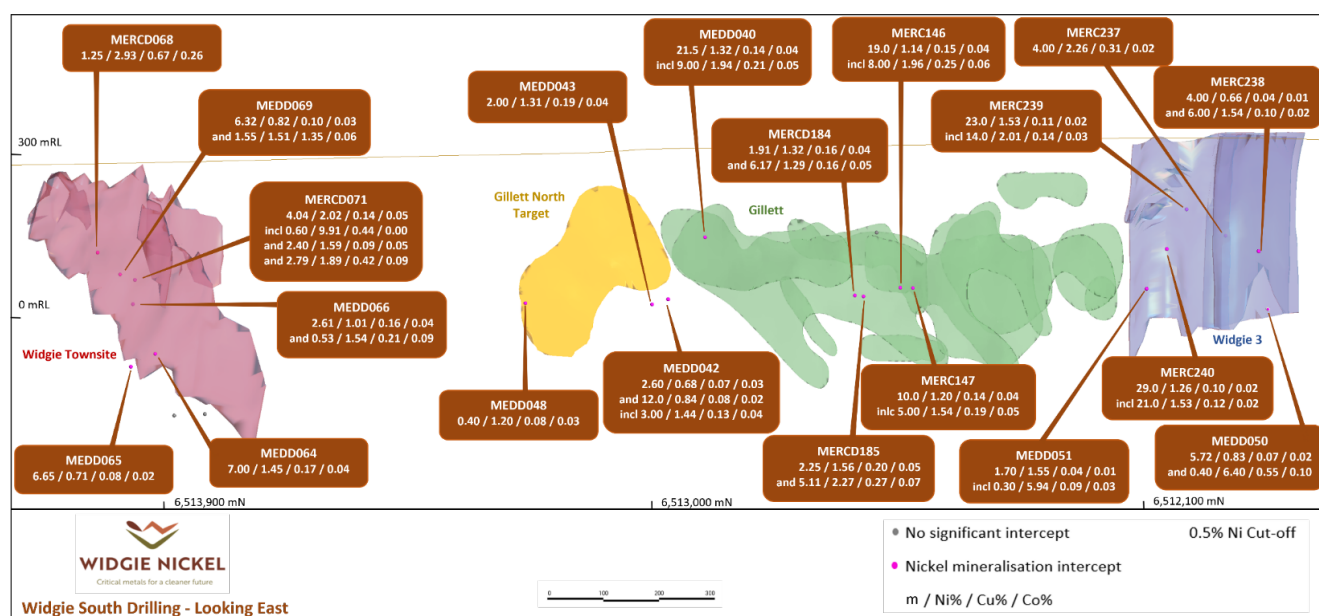 MERCD068
1.25 / 2.93 / 0.67 / 0.26
MEDD069
6.32 / 0.82 / 0.10 / 0.03
and 1.55 / 1.51 / 1.35 / 0.06
MERCD071
4.04 / 2.02 / 0.14 / 0.05
incl 0.60 / 9.91 / 0.44 / 0.00
and 2.40 / 1.59 / 0.09 / 0.05
and 2.79 / 1.89 / 0.42 / 0.09
MEDD066
2.61 / 1.01 / 0.16 / 0.04
and 0.53 / 1.54 / 0.21 / 0.09
MEDD064
7.00 / 1.45 / 0.17 / 0.04
MEDD065
6.65 / 0.71 / 0.08 / 0.02
Widgie Townsite
300 mRL
0 mRL
MEDD043
2.00 / 1.31 / 0.19 / 0.04
Gillett North
Target
MEDD048
0.40 / 1.20 / 0.08 / 0.03
MEDD042
2.60 / 0.68 / 0.07 / 0.03
and 12.0 / 0.84 / 0.08 / 0.02
incl 3.00 / 1.44 / 0.13 / 0.04
MEDD040
21.5 / 1.32 / 0.14 / 0.04
incl 9.00 / 1.94 / 0.21 / 0.05
MERCD184
1.91 / 1.32 / 0.16 / 0.04
and 6.17 / 1.29 / 0.16 / 0.05
Gillett
MERC146
19.0 / 1.14 / 0.15 / 0.04
incl 8.00 / 1.96 / 0.25 / 0.06
MERC147
10.0 / 1.20 / 0.14 / 0.04
inlc 5.00 / 1.54 / 0.19 / 0.05
MERCD185
2.25 / 1.56 / 0.20 / 0.05
and 5.11 / 2.27 / 0.27 / 0.07
MERC237
4.00 / 2.26 / 0.31 / 0.02
MERC238
4.00 / 0.66 / 0.04 / 0.01
and 6.00 / 1.54 / 0.10 / 0.02
MERC239
23.0 / 1.53 / 0.11 / 0.02
incl 14.0 / 2.01 / 0.14 / 0.03
Widgie 3
MERC240
29.0 / 1.26 / 0.10 / 0.02
incl 21.0 / 1.53 / 0.12 / 0.02
MEDD051
1.70 / 1.55 / 0.04 / 0.01
incl 0.30 / 5.94 / 0.09 / 0.03
MEDD050
5.72 / 0.83 / 0.07 / 0.02
and 0.40 / 6.40 / 0.55 / 0.10
6,513,900 mN
6,513,000 mN
6,512,100 mN
WIDGIE NICKEL
Critical metals for a cleaner future
Widgie South Drilling - Looking East
0 100 200 300
No significant intercept
0.5% Ni Cut-off
Nickel mineralisation intercept
m / Ni% / Cu% / Co%